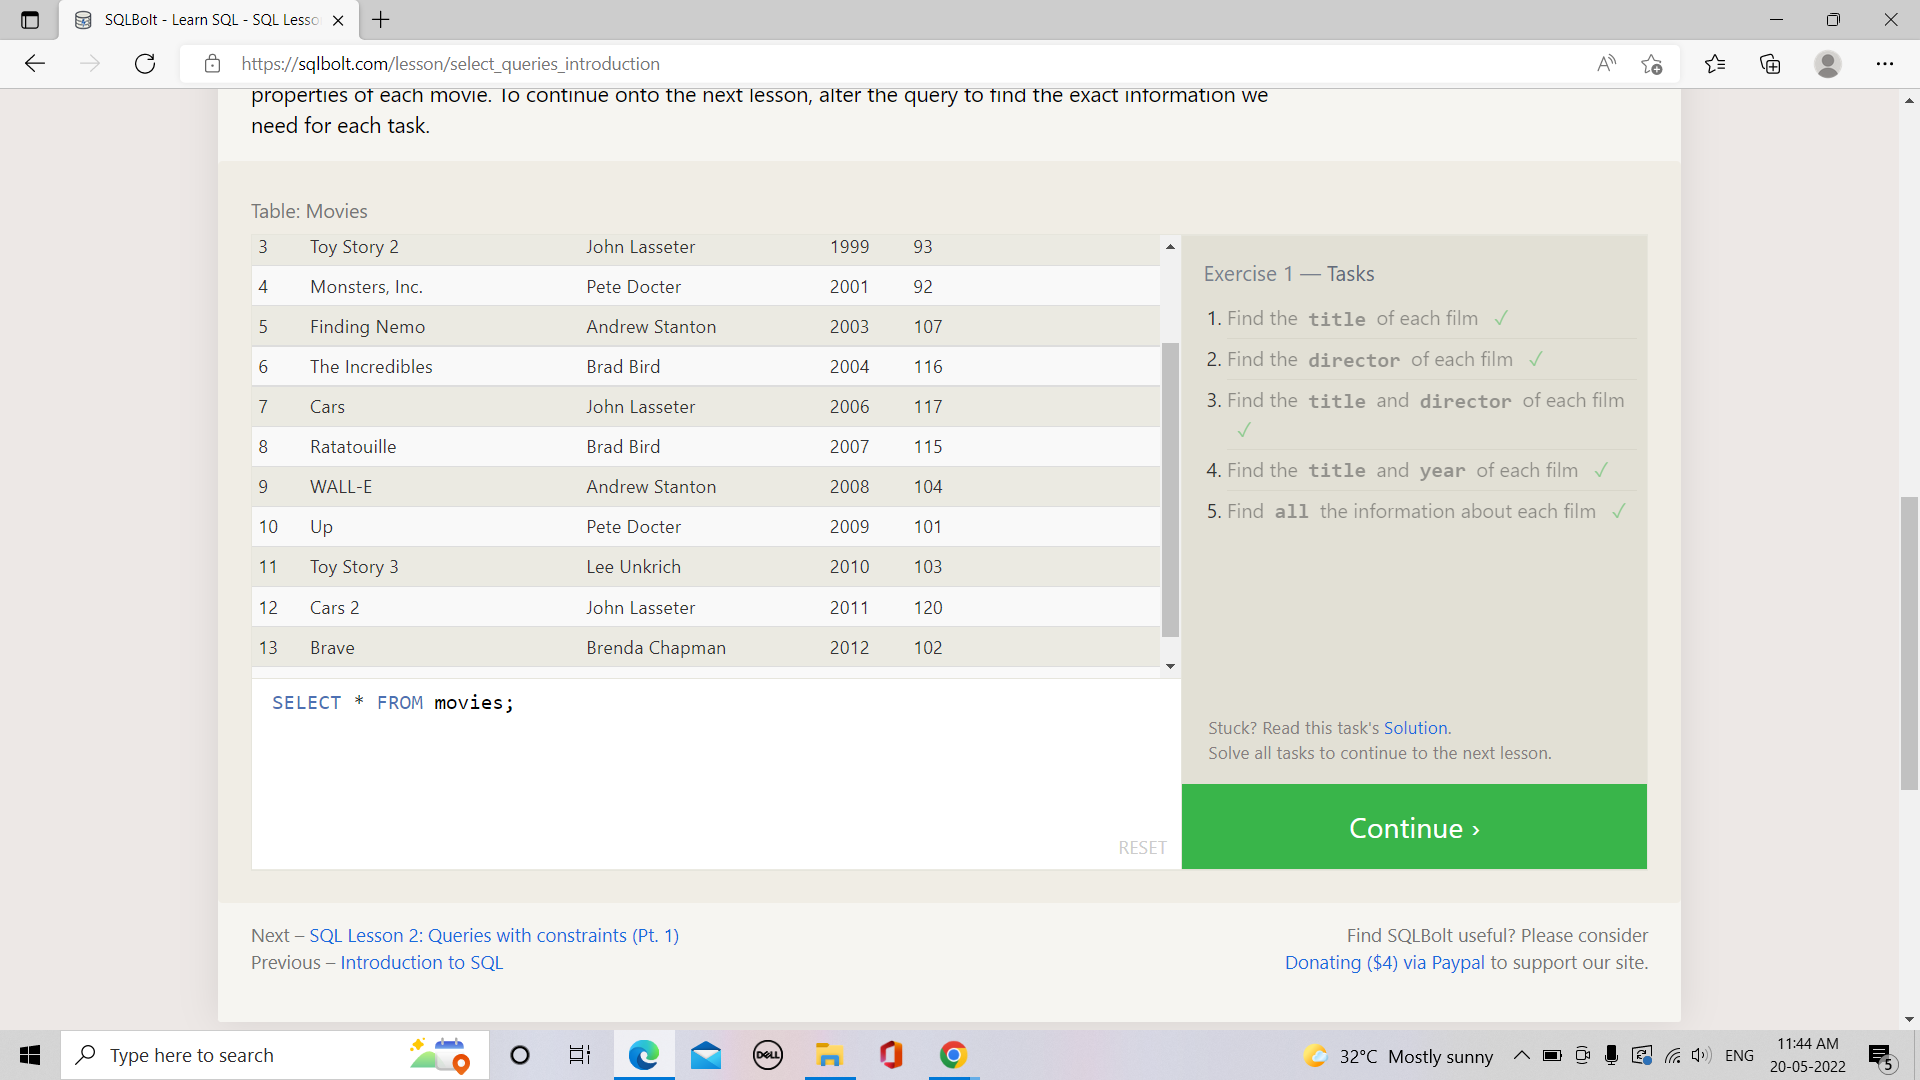 SQLBolt - Learn SQL - SQL Lesso
https://sqlbolt.com/lesson/select_queries_introduction
properties of each movie. To continue onto the next lesson, alter the query to find the exact information we
need for each task.
Table: Movies
3 Toy Story 2 John Lasseter 1999 93
4 Monsters, Inc. Pete Docter 2001 92
5 Finding Nemo Andrew Stanton 2003 107
6 The Incredibles Brad Bird 2004 116
7 Cars John Lasseter 2006 117
8 Ratatouille Brad Bird 2007 115
9 WALL-E Andrew Stanton 2008 104
10 Up Pete Docter 2009 101
11 Toy Story 3 Lee Unkrich 2010 103
12 Cars 2 John Lasseter 2011 120
13 Brave Brenda Chapman 2012 102
SELECT * FROM movies;
RESET
Exercise 1 — Tasks
1. Find the title of each film ✓
2. Find the director of each film ✓
3. Find the title and director of each film
✓
4. Find the title and year of each film ✓
5. Find all the information about each film ✓
Stuck? Read this task's Solution.
Solve all tasks to continue to the next lesson.
Continue ›
Next – SQL Lesson 2: Queries with constraints (Pt. 1)
Previous – Introduction to SQL
Find SQLBolt useful? Please consider
Donating ($4) via Paypal to support our site.
Type here to search
DELL
32°C Mostly sunny
ENG
11:44 AM
20-05-2022
5